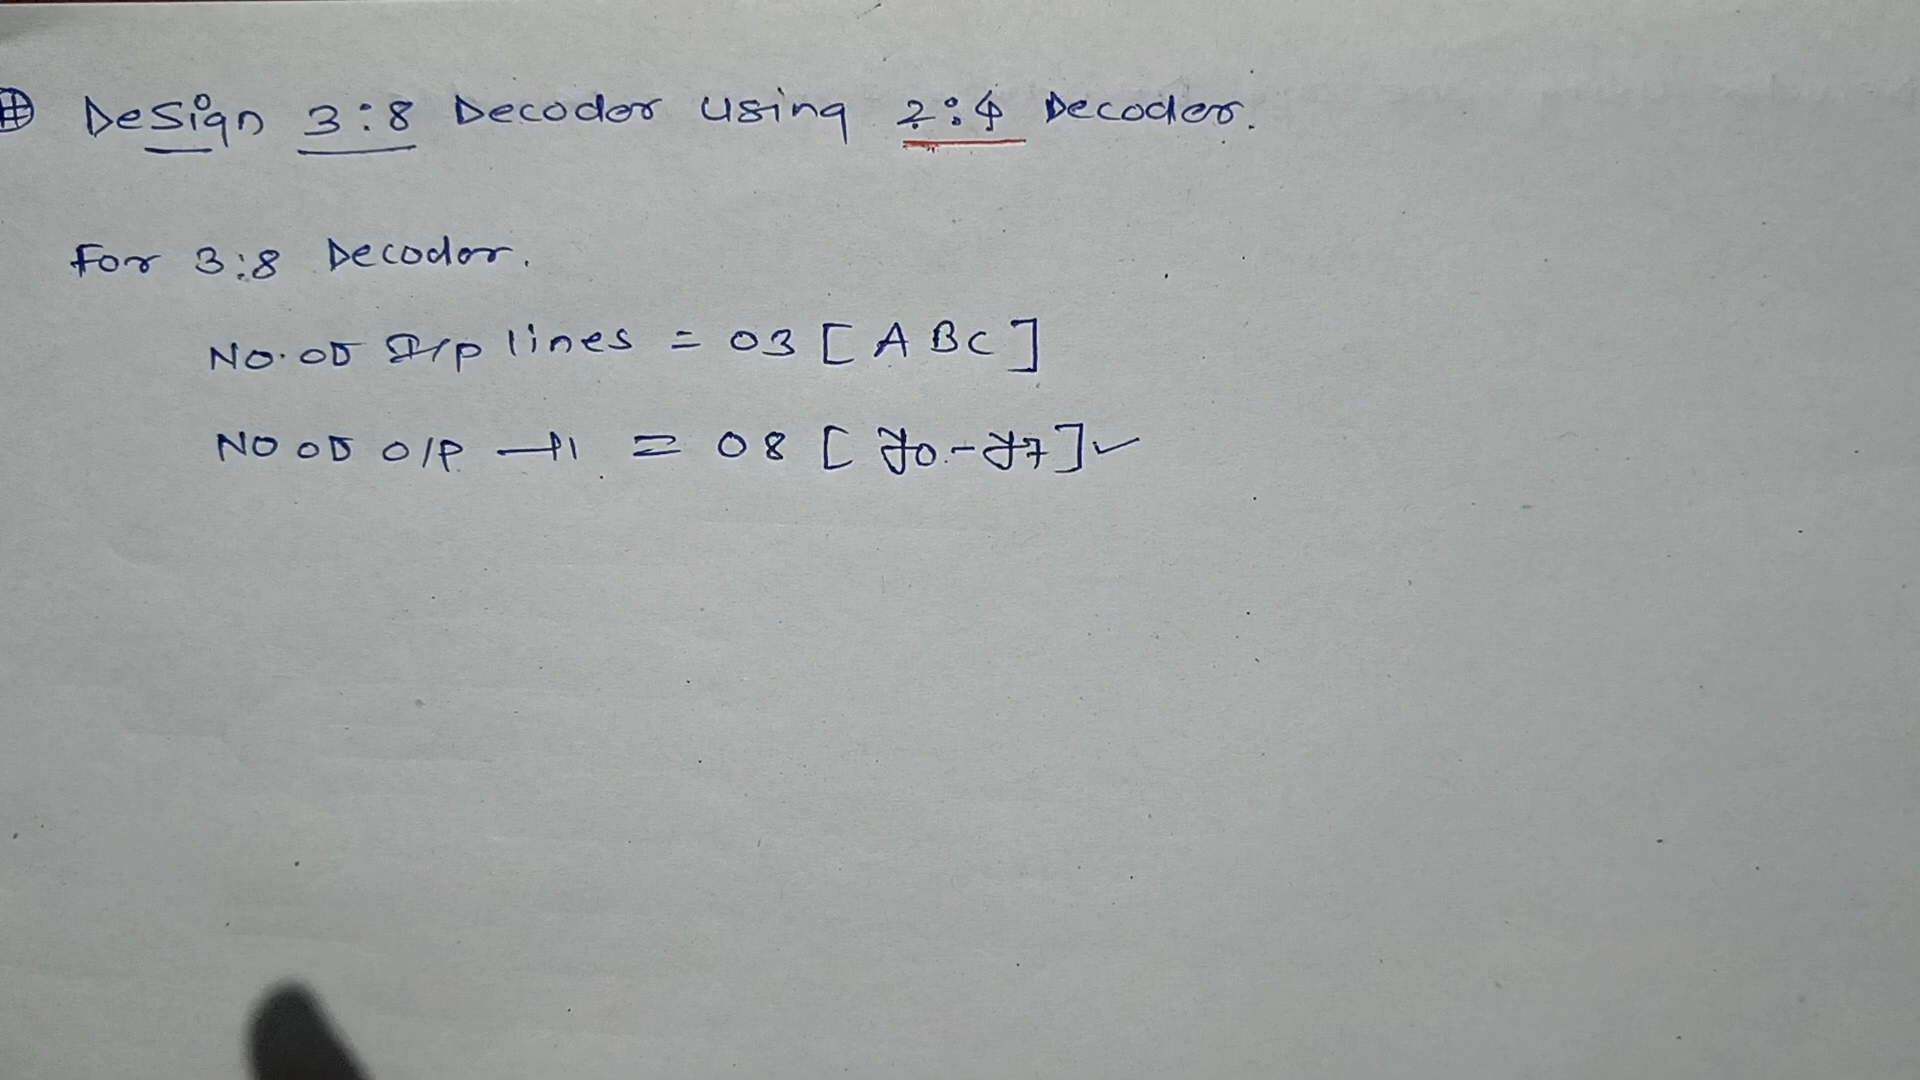 # Design 3:8 Decoder using 2:4 Decoder.
For 3:8 Decoder.
No. of I/p lines = 03 [ A B C ]
No of O/P —11 = 08 [ Y0 - Y7 ] ✓